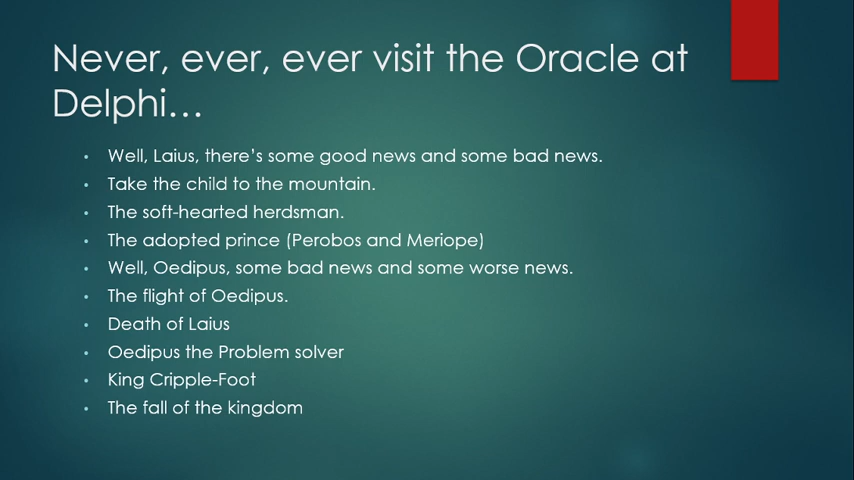 Never, ever, ever visit the Oracle at
Delphi…
• Well, Laius, there's some good news and some bad news.
• Take the child to the mountain.
• The soft-hearted herdsman.
• The adopted prince (Perobos and Meriope)
• Well, Oedipus, some bad news and some worse news.
• The flight of Oedipus.
• Death of Laius
• Oedipus the Problem solver
• King Cripple-Foot
• The fall of the kingdom